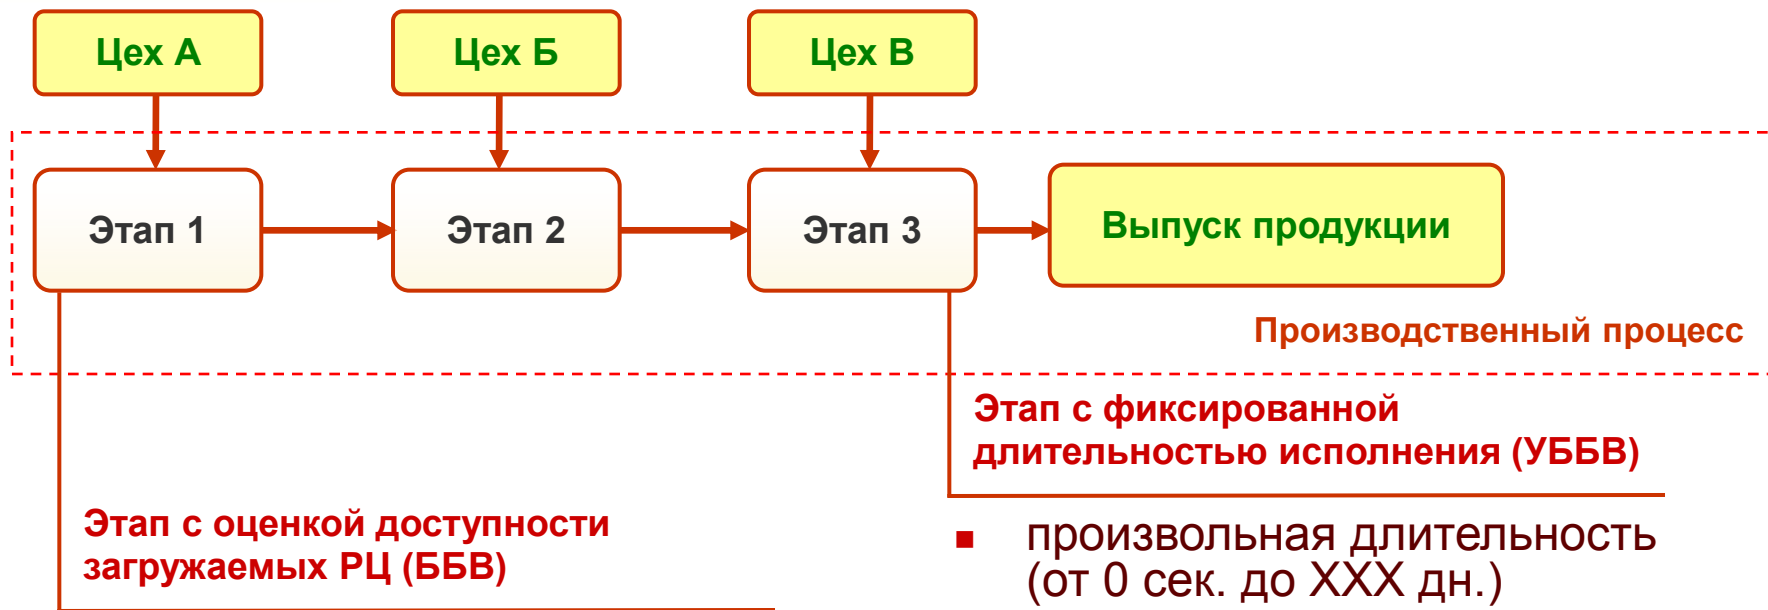 Цех А
Цех Б
Цех В
Этап 1
Этап 2
Этап 3
Выпуск продукции
Производственный процесс
Этап с фиксированной
длительностью исполнения (УББВ)
Этап с оценкой доступности
загружаемых РЦ (ББВ)
произвольная длительность
(от 0 сек. до XXX дн.)